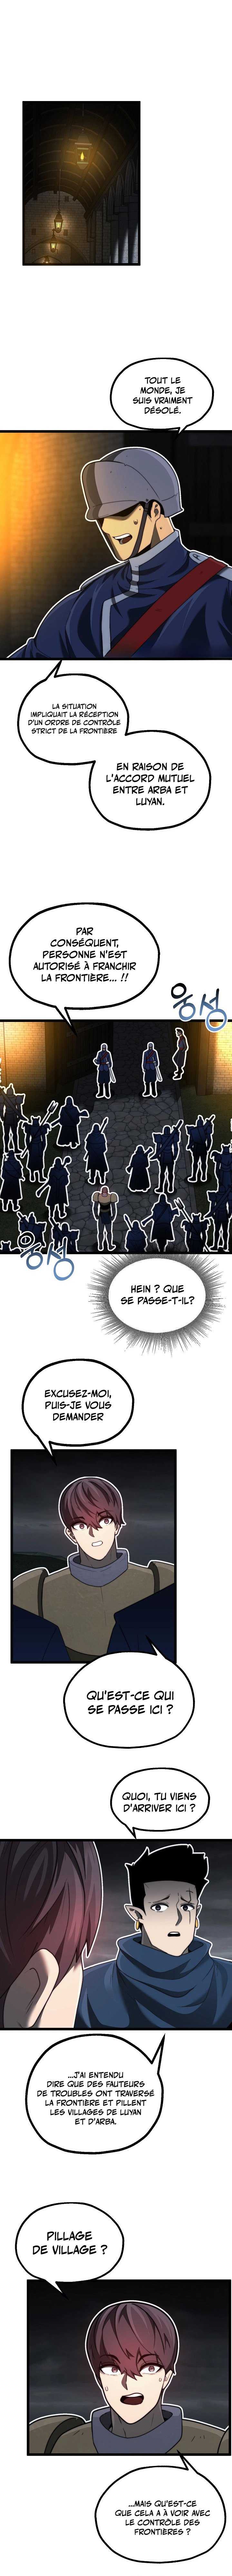 TOUT LE
MONDE, JE
SUIS VRAIMENT
DÉSOLÉ.
LA SITUATION
IMPLIQUAIT LA RÉCEPTION
D'UN ORDRE DE CONTRÔLE
STRICT DE LA FRONTIÈRE
EN RAISON DE
L'ACCORD MUTUEL
ENTRE ARBA ET
LUYAN.
PAR
CONSÉQUENT,
PERSONNE N'EST
AUTORISÉ À FRANCHIR
LA FRONTIÈRE... !!
웅성
웅성
HEIN ? QUE
SE PASSE-T-IL?
EXCUSEZ-MOI,
PUIS-JE VOUS
DEMANDER
QU'EST-CE QUI
SE PASSE ICI ?
QUOI, TU VIENS
D'ARRIVER ICI ?
...J'AI ENTENDU
DIRE QUE DES FAUTEURS
DE TROUBLES ONT TRAVERSÉ
LA FRONTIÈRE ET PILLENT
LES VILLAGES DE LUYAN
ET D'ARBA.
PILLAGE
DE VILLAGE ?
...MAIS QU'EST-CE
QUE CELA A À VOIR AVEC
LE CONTRÔLE DES
FRONTIÈRES ?